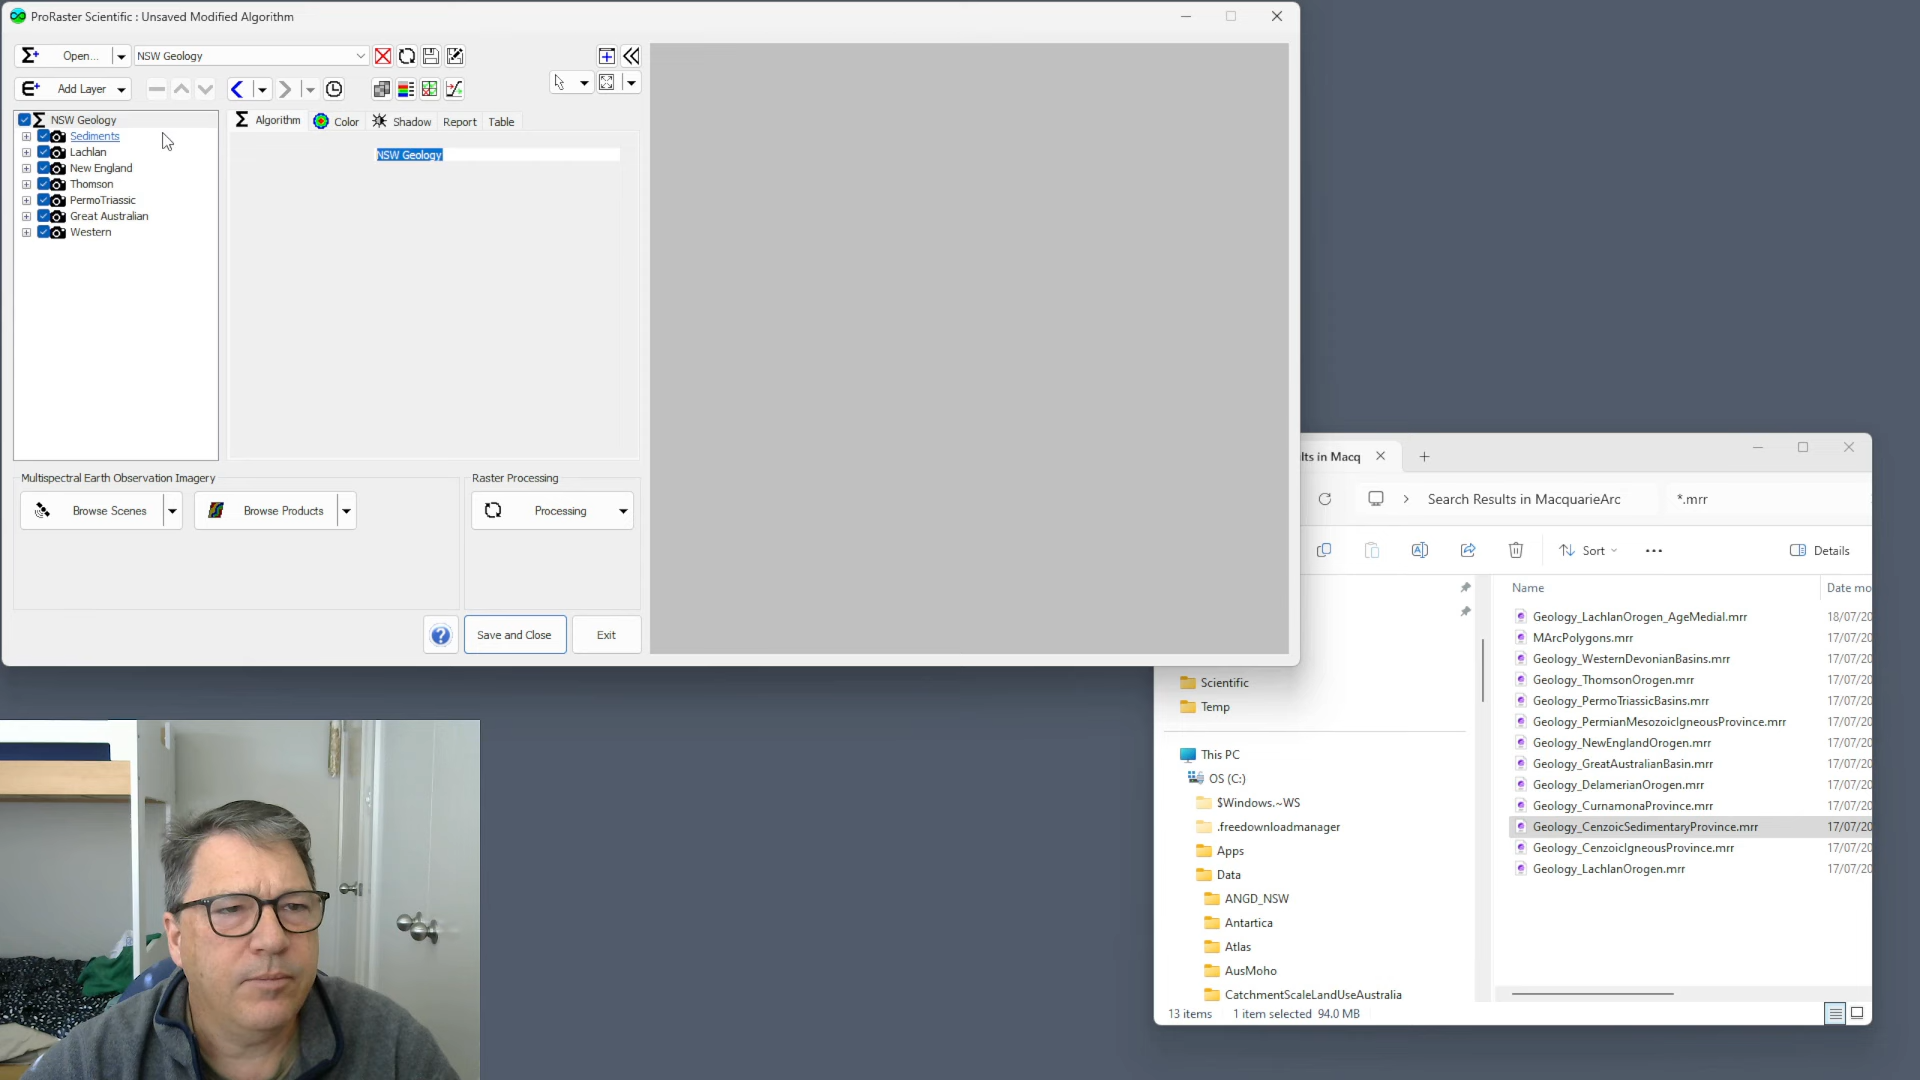 ProRaster Scientific : Unsaved Modified Algorithm
Open...
NSW Geology
Add Layer
NSW Geology
Sediments
Lachlan
New England
Thomson
PermoTriassic
Great Australian
Western
Algorithm
Color
Shadow
Report
Table
NSW Geology
Multispectral Earth Observation Imagery
Browse Scenes
Browse Products
Raster Processing
Processing
Save and Close
Exit
lts in Macq
Search Results in MacquarieArc
*.mrr
Sort
Details
Scientific
Temp
This PC
OS (C:)
$Windows.~WS
.freedownloadmanager
Apps
Data
ANGD_NSW
Antartica
Atlas
AusMoho
CatchmentScaleLandUseAustralia
Name
Date mo
Geology_LachlanOrogen_AgeMedial.mrr
18/07/20
MArcPolygons.mrr
17/07/20
Geology_WesternDevonianBasins.mrr
17/07/20
Geology_ThomsonOrogen.mrr
17/07/20
Geology_PermoTriassicBasins.mrr
17/07/20
Geology_PermianMesozoicIgneousProvince.mrr
17/07/20
Geology_NewEnglandOrogen.mrr
17/07/20
Geology_GreatAustralianBasin.mrr
17/07/20
Geology_DelamerianOrogen.mrr
17/07/20
Geology_CurnamonaProvince.mrr
17/07/20
Geology_CenzoicSedimentaryProvince.mrr
17/07/20
Geology_CenzoicIgneousProvince.mrr
17/07/20
Geology_LachlanOrogen.mrr
17/07/20
13 items
1 item selected 94.0 MB